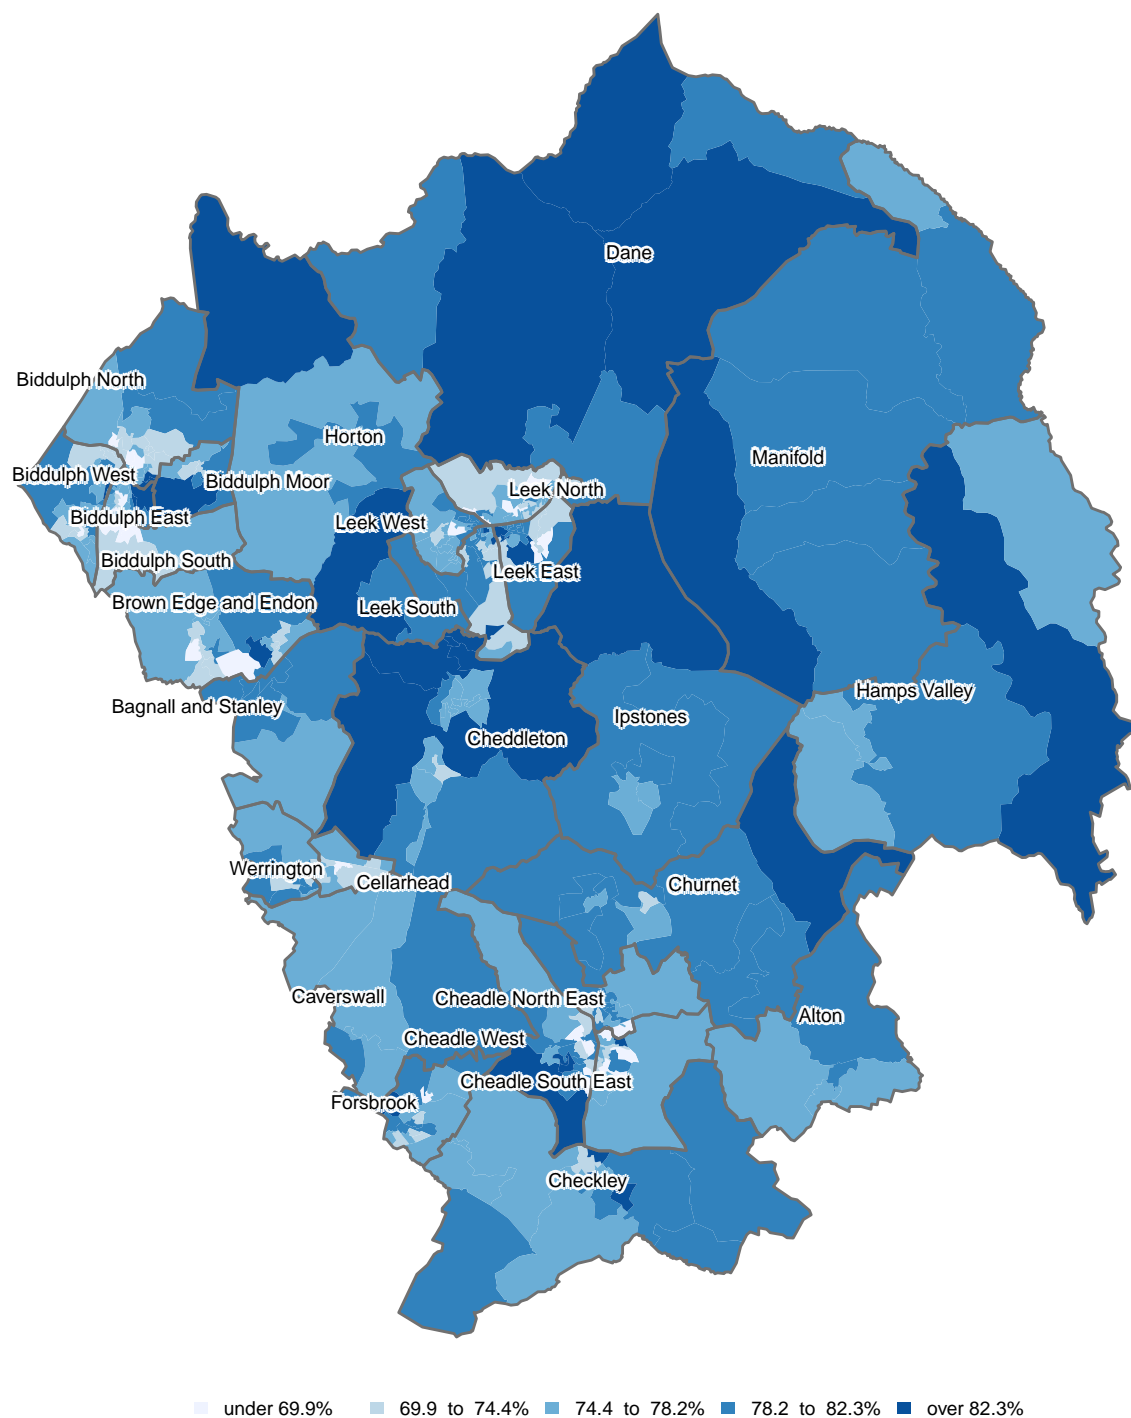 Dane
Biddulph North
Horton
Manifold
Biddulph West
Biddulph Moor
Leek North
Biddulph East
Leek West
Biddulph South
Leek East
Brown Edge and Endon
Leek South
Hamps Valley
Bagnall and Stanley
Ipstones
Cheddleton
Werrington
Cellarhead
Churnet
Caverswall
Cheadle North East
Alton
Cheadle West
Cheadle South East
Forsbrook
Checkley
under 69.9%
69.9 to 74.4%
74.4 to 78.2%
78.2 to 82.3%
over 82.3%